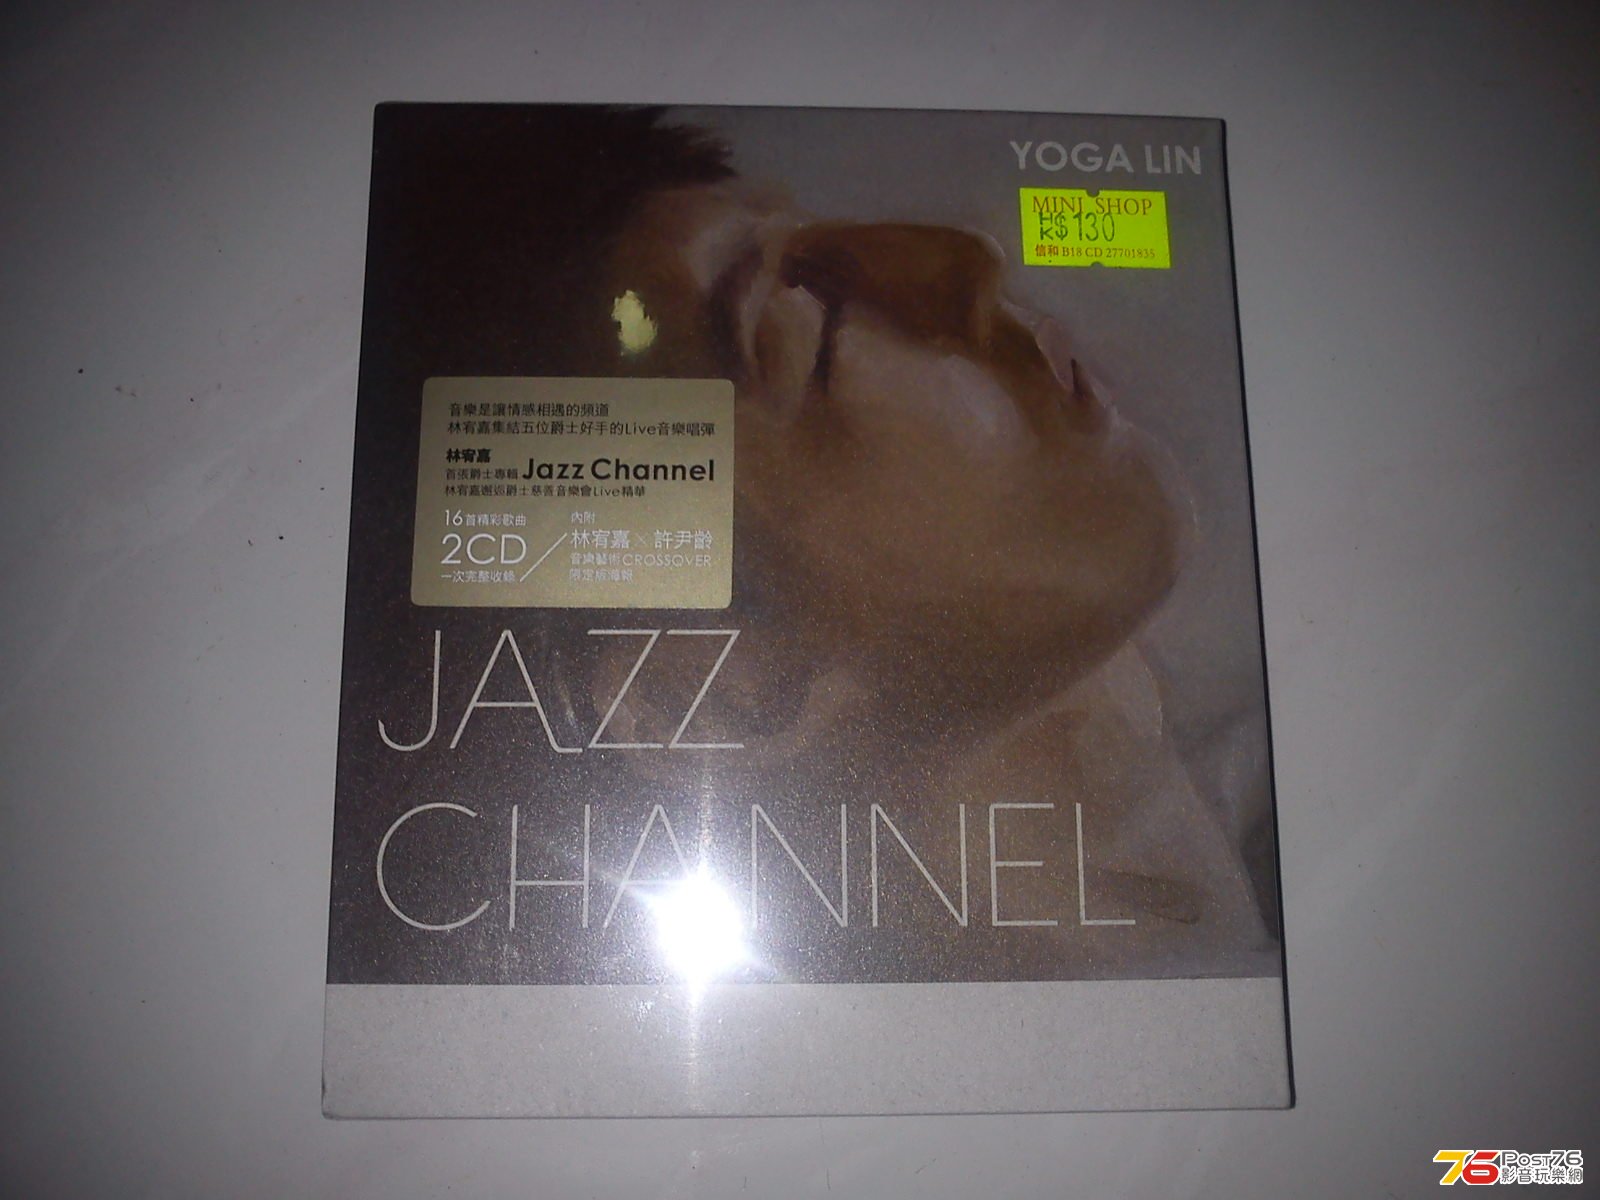 YOGA LIN
MINI SHOP
HK$130
信和 B18 CD 27701835
音樂是讓情感相遇的頻道
林宥嘉集結五位爵士好手的Live音樂唱彈
林宥嘉
首張爵士專輯 Jazz Channel
林宥嘉邂逅爵士慈善音樂會Live精華
16首精彩歌曲
2CD
一次完整收錄
內附
林宥嘉×許尹齡
音樂藝術CROSSOVER
限定版海報
JAZZ
CHANNEL
76 Post76
影音玩樂網